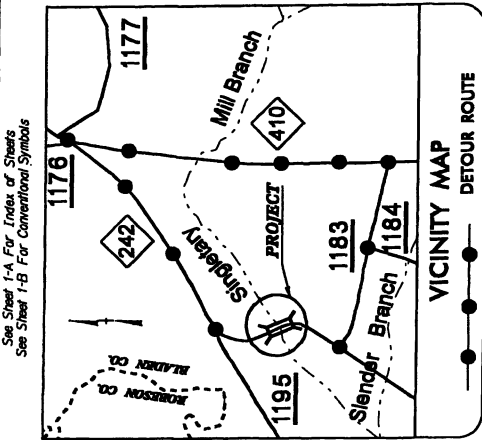 See Sheet 1-A For Index of Sheets
See Sheet 1-B For Conventional Symbols
1176
1177
242
410
Mill Branch
Singletary
PROJECT
ROBESON CO.
BLADEN CO.
1195
1183
1184
Slender Branch
VICINITY MAP
DETOUR ROUTE